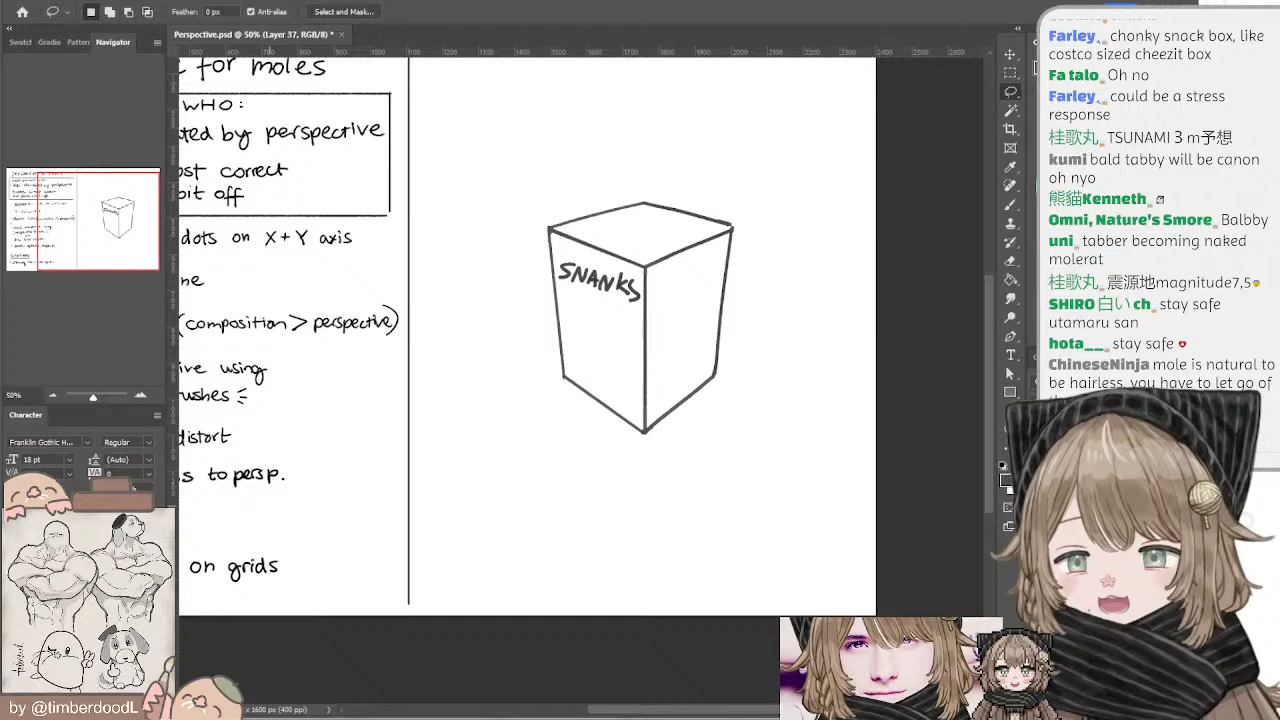 Feather: 0 px Anti-alias Select and Mask...
Swatcl Gradie Pattern Navigator
Perspective.psd @ 50% (Layer 37, RGB/8) * ×
50%
Character
Franklin Gothic H... Regular
18 pt (Auto)
V/A 0
for moles
WHO:
ted by perspective
ost correct
bit off
dots on X+Y axis
ne
(composition > perspective)
ive using
ushes
distort
s to persp.
on grids
SNANKS
Farley chonky snack box, like
costco sized cheezit box
Fa talo Oh no
Farley could be a stress
response
桂歌丸 TSUNAMI 3 m予想
kumi bald tabby will be canon
oh nyo
熊貓Kenneth
Omni, Nature's Smore Balbby
uni tabber becoming naked
molerat
桂歌丸 震源地magnitude7,5
SHIRO 白い ch stay safe
utamaru san
hota__ stay safe
ChineseNinja mole is natural to
be hairless, you have to let go of
x 1600 px (400 ppi)
by @timberdoodL